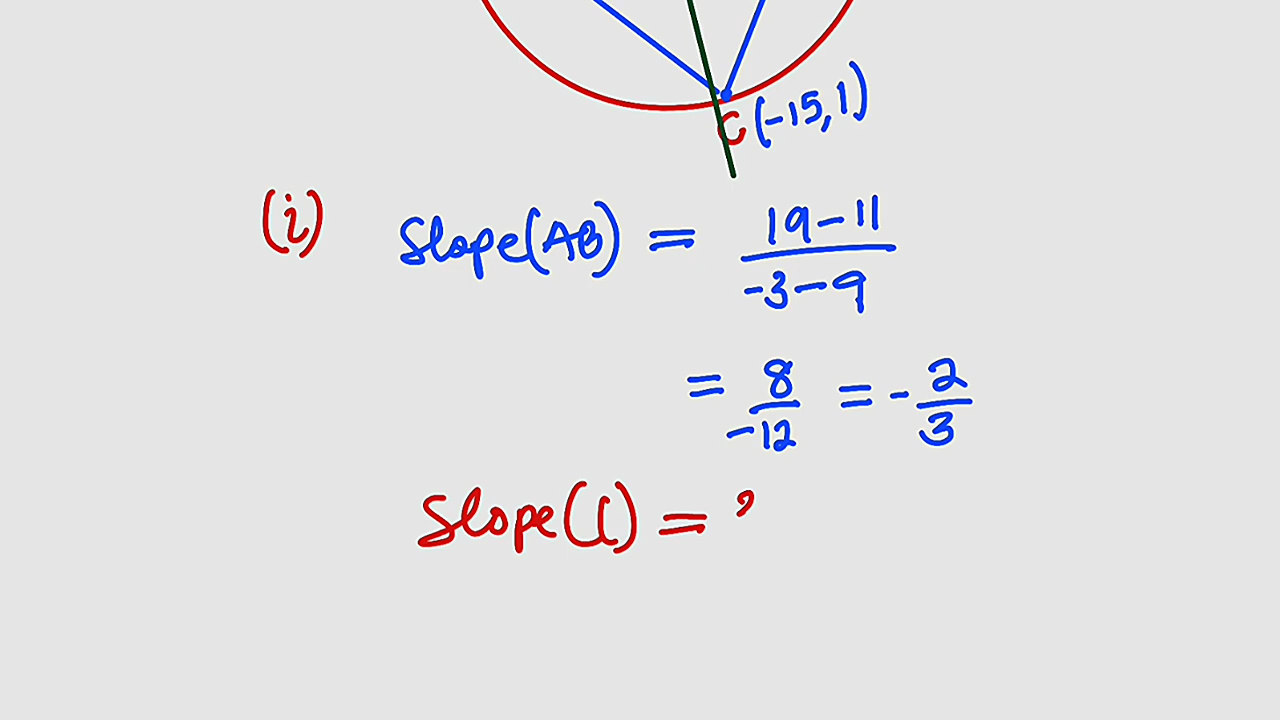 C (-15, 1)
(i) Slope(AB) = 19-11 / -3-9
= 8 / -12 = - 2 / 3
Slope(l) =